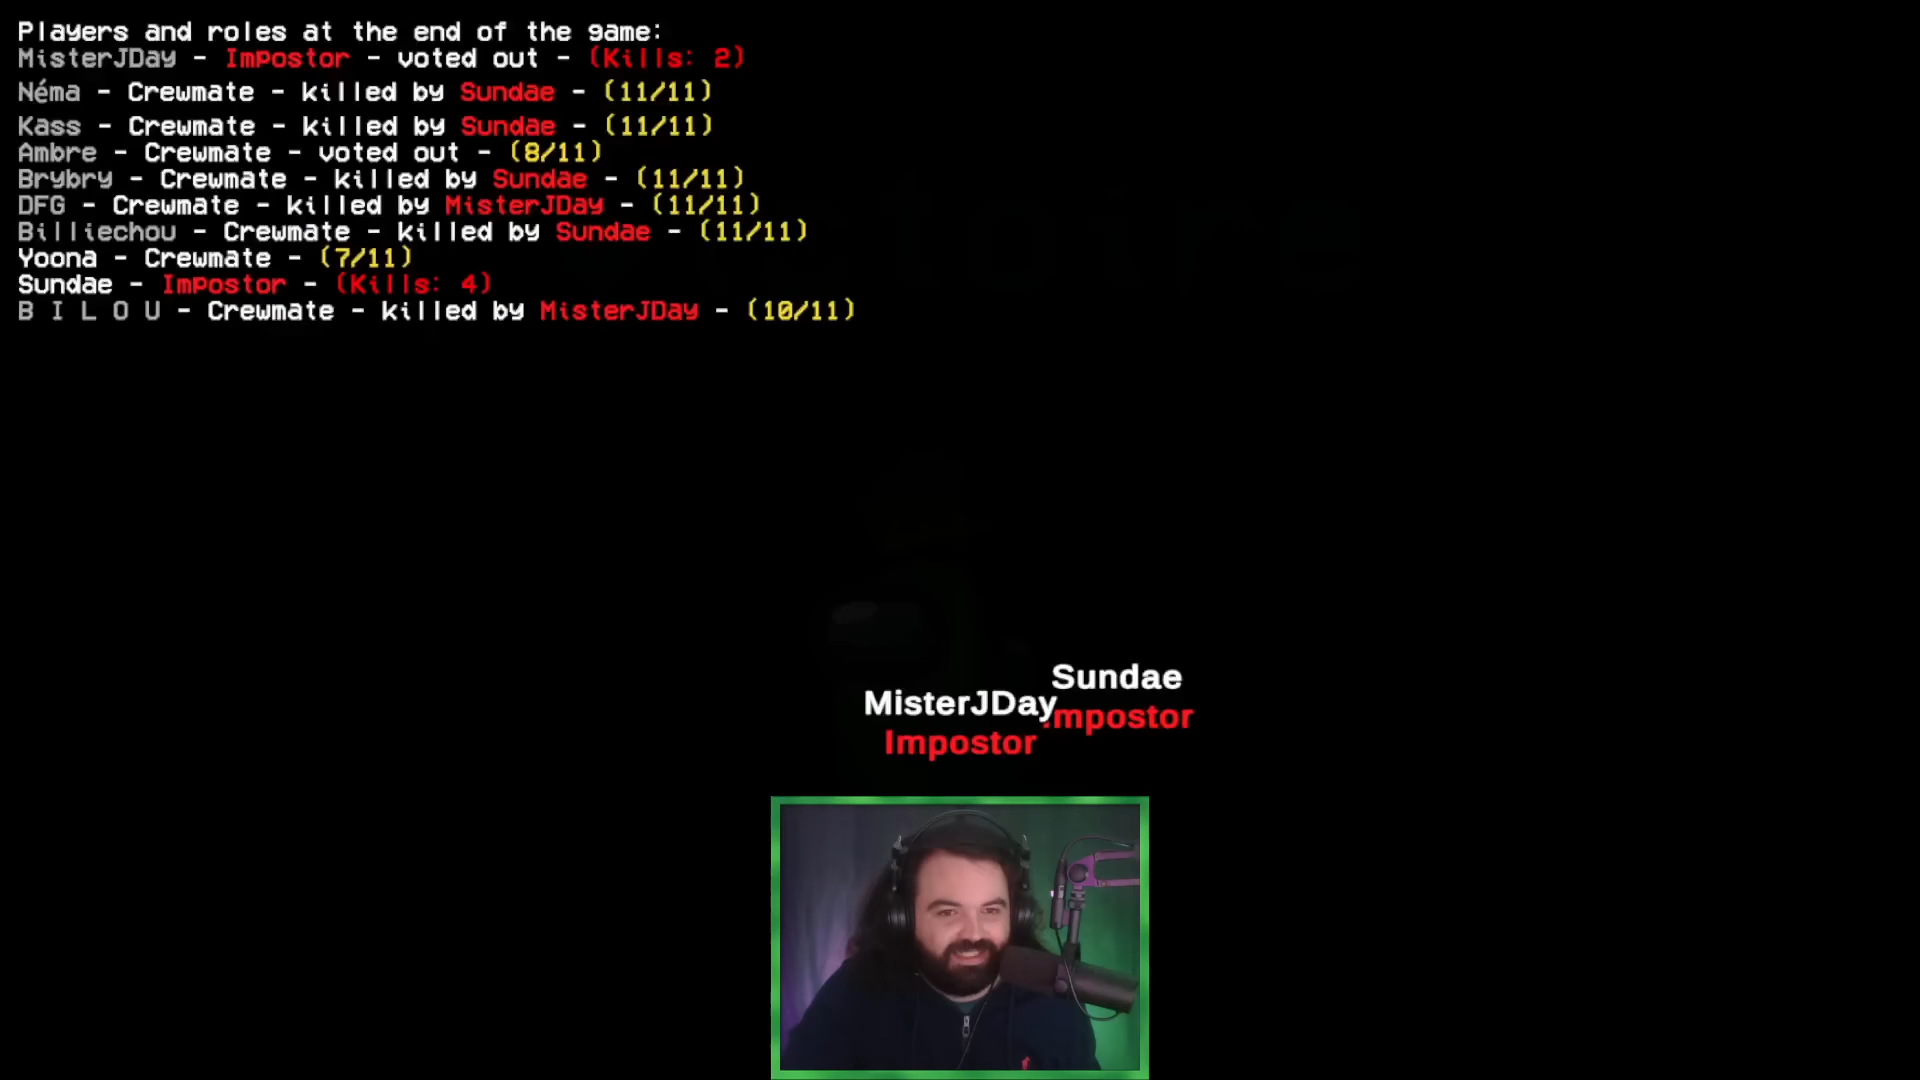 Players and roles at the end of the game:
MisterJDay - Impostor - voted out - (Kills: 2)
Néma - Crewmate - killed by Sundae - (11/11)
Kass - Crewmate - killed by Sundae - (11/11)
Ambre - Crewmate - voted out - (8/11)
Brybry - Crewmate - killed by Sundae - (11/11)
DFG - Crewmate - killed by MisterJDay - (11/11)
Billiechou - Crewmate - killed by Sundae - (11/11)
Yoona - Crewmate - (7/11)
Sundae - Impostor - (Kills: 4)
B I L O U - Crewmate - killed by MisterJDay - (10/11)
Sundae
Impostor
MisterJDay
Impostor